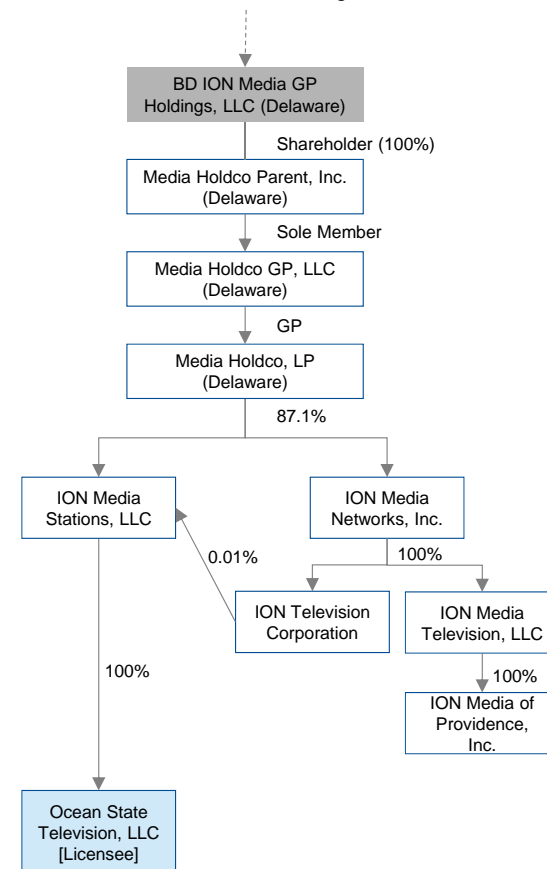 BD ION Media GP
Holdings, LLC (Delaware)
Shareholder (100%)
Media Holdco Parent, Inc.
(Delaware)
Sole Member
Media Holdco GP, LLC
(Delaware)
GP
Media Holdco, LP
(Delaware)
87.1%
ION Media
Stations, LLC
ION Media
Networks, Inc.
0.01%
100%
ION Television
Corporation
ION Media
Television, LLC
100%
100%
ION Media of
Providence,
Inc.
Ocean State
Television, LLC
[Licensee]